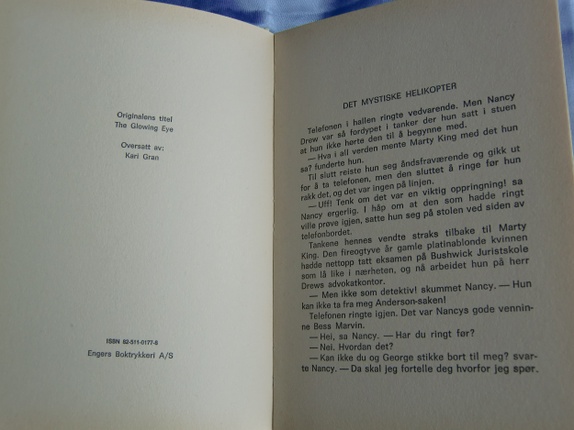 Originalens titel
The Glowing Eye
Oversatt av:
Kari Gran
ISSN 82-511-0177-8
Engers Boktrykkeri A/S
DET MYSTISKE HELIKOPTER
Telefonen i hallen ringte vedvarende. Men Nancy
Drew var så fordypet i tanker der hun satt i stuen
at hun ikke hørte den til å begynne med.
— Hva i all verden mente Marty King med det hun
sa? funderte hun.
Til slutt reiste hun seg åndsfraværende og gikk ut
for å ta telefonen, men den sluttet å ringe før hun
rakk det, og det var ingen på linjen.
— Uff! Tenk om det var en viktig oppringning! sa
Nancy ergerlig. I håp om at den som hadde ringt
ville prøve igjen, satte hun seg på stolen ved siden av
telefonbordet.
Tankene hennes vendte straks tilbake til Marty
King. Den fireogtyve år gamle platinablonde kvinnen
hadde nettopp tatt eksamen på Bushwick Juristskole
som lå like i nærheten, og nå arbeidet hun på herr
Drews advokatkontor.
— Men ikke som detektiv! skummet Nancy. — Hun
kan ikke ta fra meg Anderson-saken!
Telefonen ringte igjen. Det var Nancys gode vennin-
ne Bess Marvin.
— Hei, sa Nancy. — Har du ringt før?
— Nei. Hvordan det?
— Kan ikke du og George stikke bort til meg? svar-
te Nancy. — Da skal jeg fortelle deg hvorfor jeg spør.